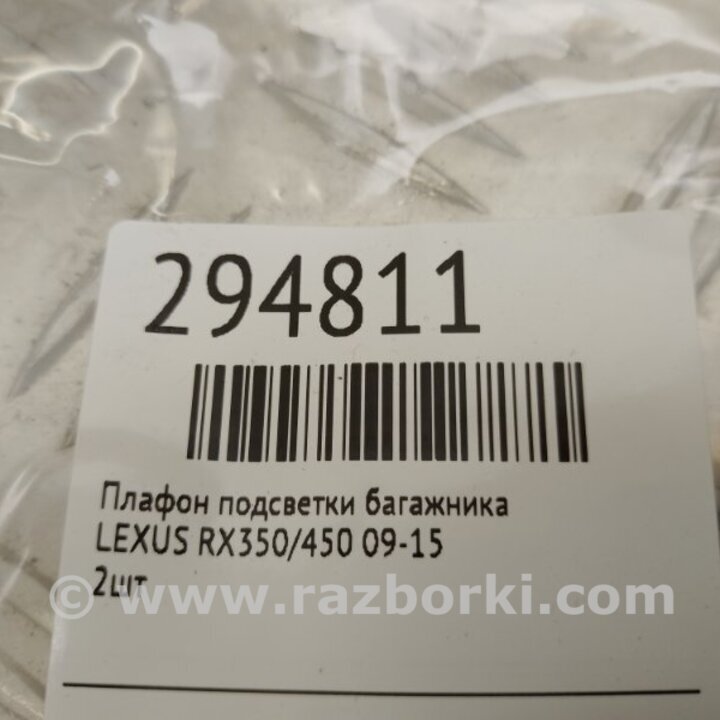 294811
Плафон подсветки багажника
LEXUS RX350/450 09-15
2шт
© www.razborki.com